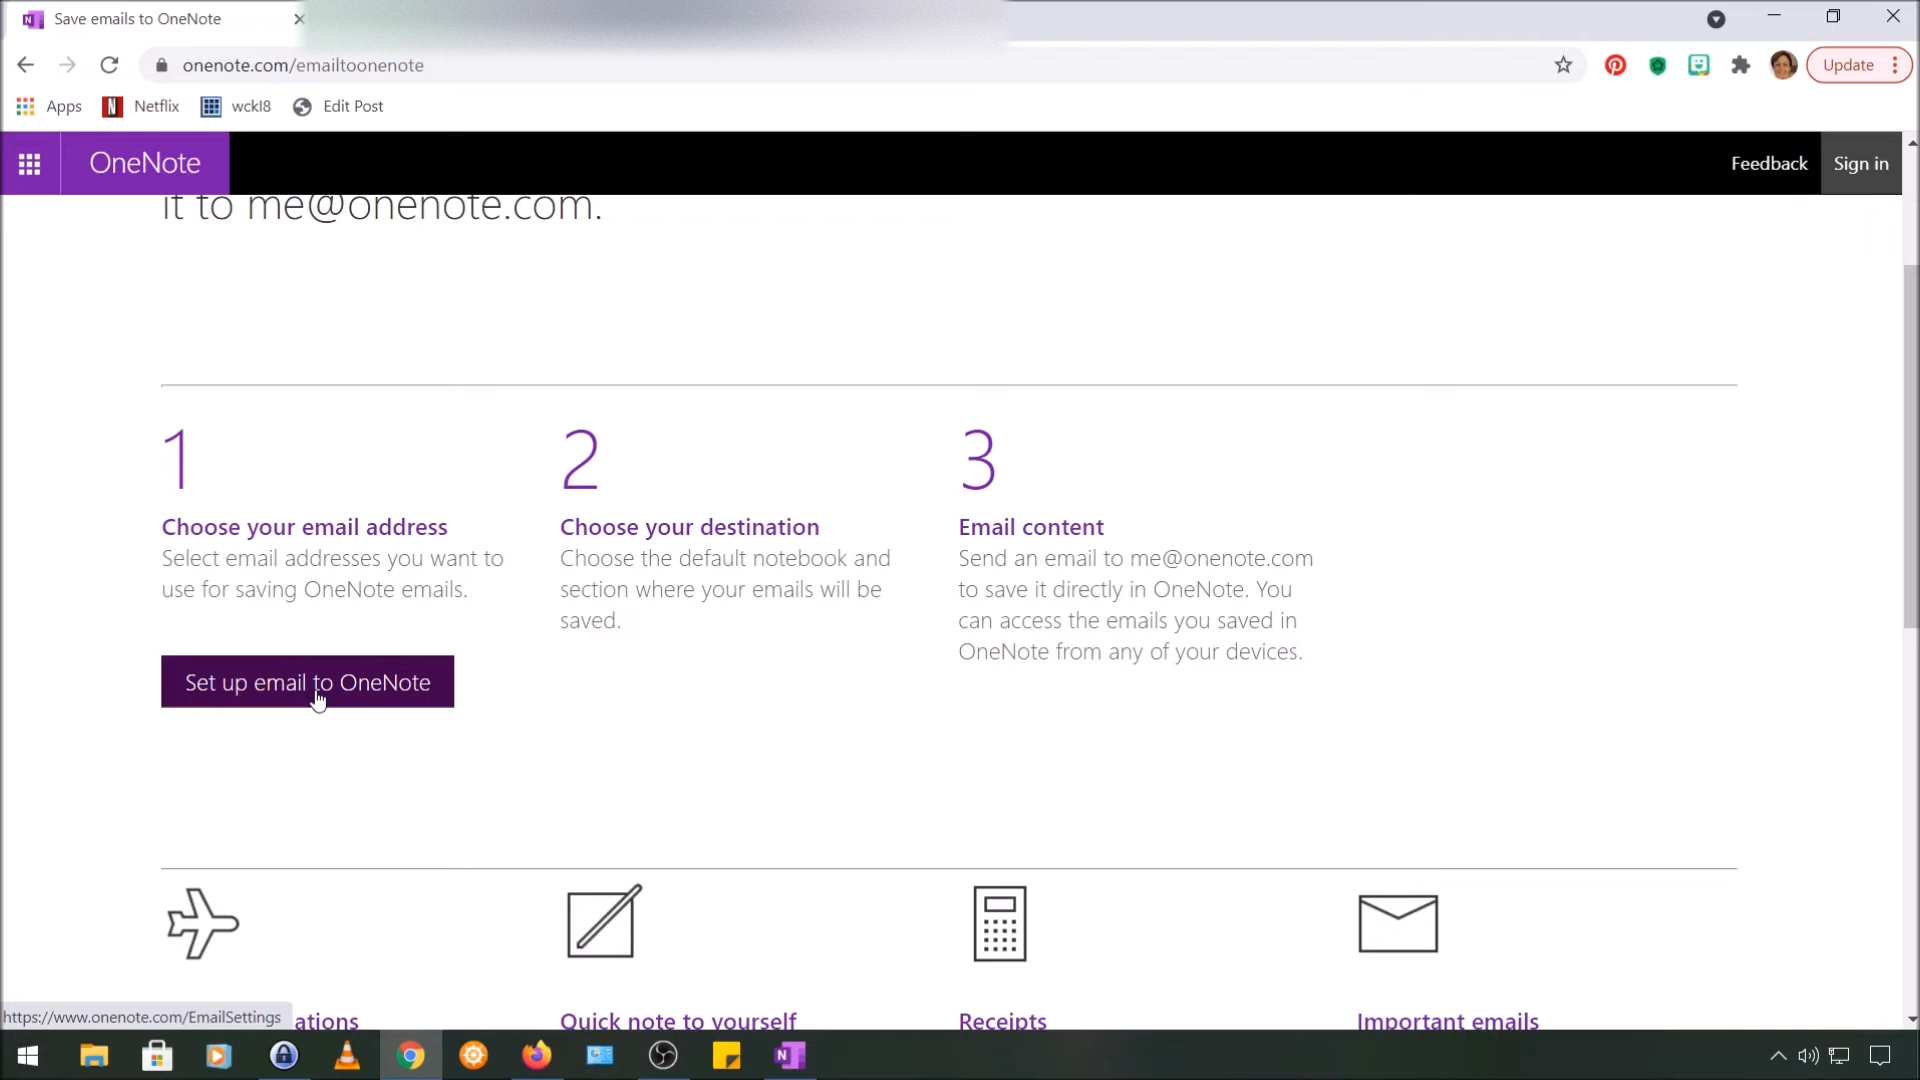 Save emails to OneNote
onenote.com/emailtoonenote
Update
Apps
Netflix
wckl8
Edit Post
OneNote
Feedback
Sign in
it to me@onenote.com.
1
Choose your email address
Select email addresses you want to
use for saving OneNote emails.
Set up email to OneNote
2
Choose your destination
Choose the default notebook and
section where your emails will be
saved.
3
Email content
Send an email to me@onenote.com
to save it directly in OneNote. You
can access the emails you saved in
OneNote from any of your devices.
ations
Quick note to yourself
Receipts
Important emails
https://www.onenote.com/EmailSettings